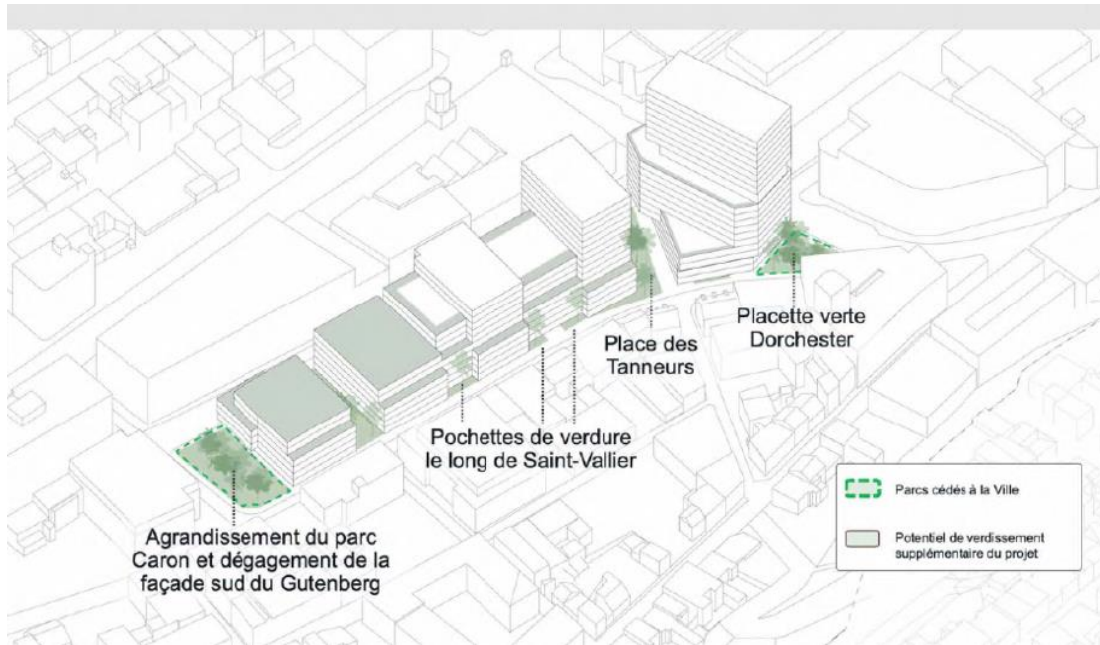 Placette verte
Dorchester
Place des
Tanneurs
Pochettes de verdure
le long de Saint-Vallier
Agrandissement du parc
Caron et dégagement de la
façade sud du Gutenberg
Parcs cédés à la Ville
Potentiel de verdissement
supplémentaire du projet